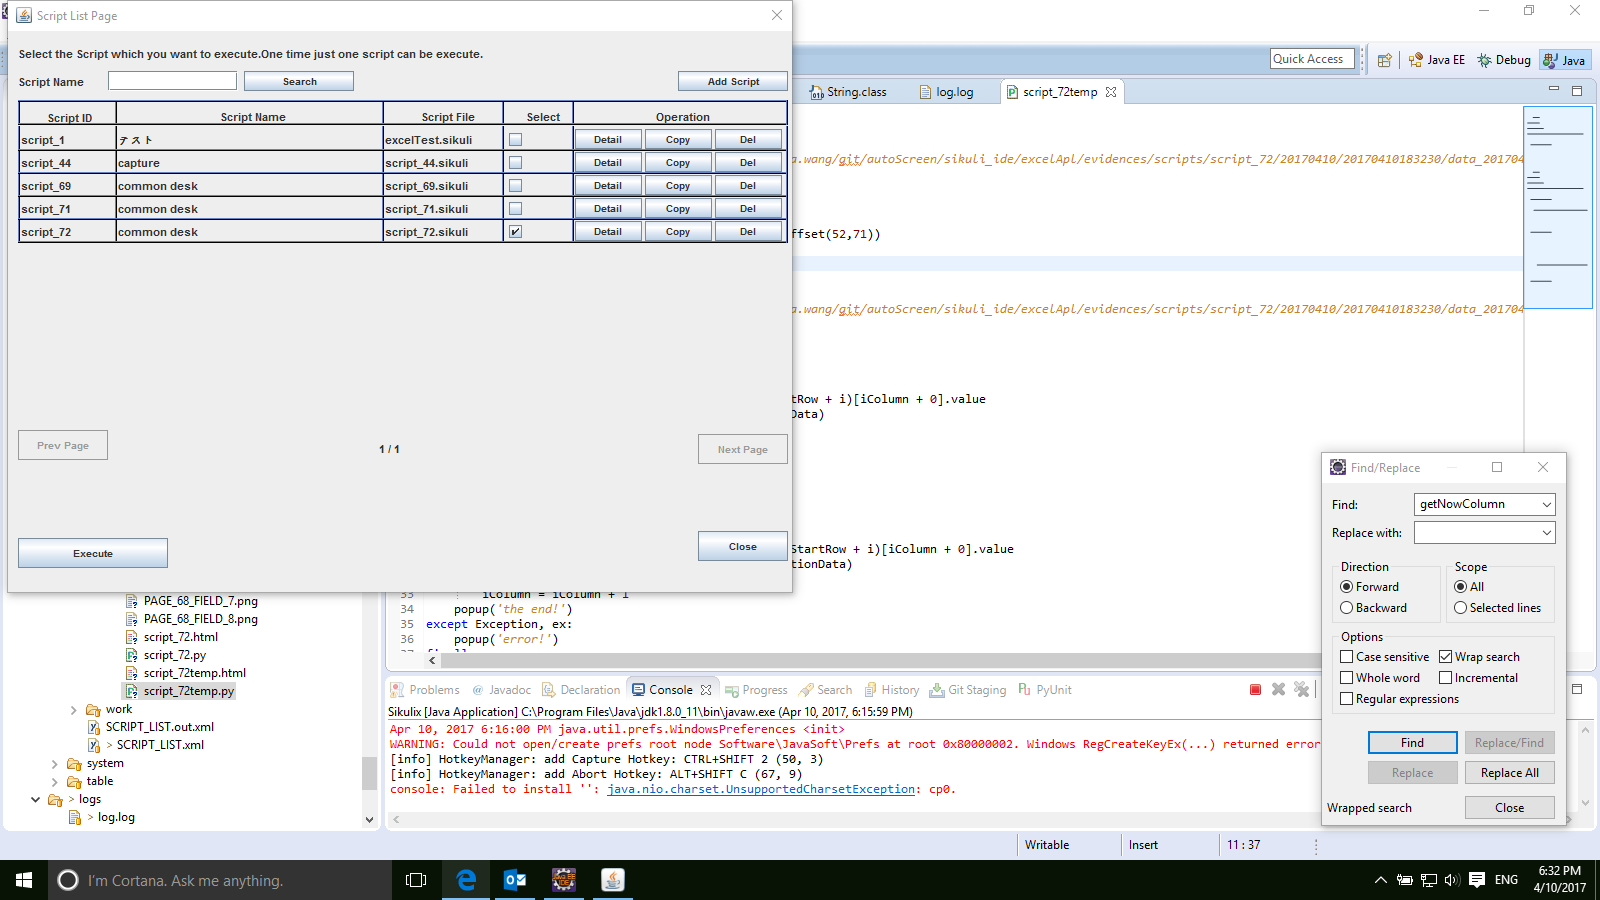 Script List Page
Select the Script which you want to execute.One time just one script can be execute.
Script Name Search Add Script
Script ID Script Name Script File Select Operation
script_1 テスト excelTest.sikuli Detail Copy Del
script_44 capture script_44.sikuli Detail Copy Del
script_69 common desk script_69.sikuli Detail Copy Del
script_71 common desk script_71.sikuli Detail Copy Del
script_72 common desk script_72.sikuli Detail Copy Del
Prev Page 1 / 1 Next Page
Execute Close
Quick Access Java EE Debug Java
String.class log.log script_72temp
a.wang/git/autoScreen/sikuli_ide/excelApl/evidences/scripts/script_72/20170410/20170410183230/data_201704
ffset(52,71))
a.wang/git/autoScreen/sikuli_ide/excelApl/evidences/scripts/script_72/20170410/20170410183230/data_201704
tRow + i)[iColumn + 0].value
Data)
StartRow + i)[iColumn + 0].value
tionData)
33 iColumn = iColumn + 1
34 popup('the end!')
35 except Exception, ex:
36 popup('error!')
PAGE_68_FIELD_7.png
PAGE_68_FIELD_8.png
script_72.html
script_72.py
script_72temp.html
script_72temp.py
work
SCRIPT_LIST.out.xml
> SCRIPT_LIST.xml
system
table
> logs
> log.log
Problems Javadoc Declaration Console Progress Search History Git Staging PyUnit
Sikulix [Java Application] C:\Program Files\Java\jdk1.8.0_11\bin\javaw.exe (Apr 10, 2017, 6:15:59 PM)
Apr 10, 2017 6:16:00 PM java.util.prefs.WindowsPreferences <init>
WARNING: Could not open/create prefs root node Software\JavaSoft\Prefs at root 0x80000002. Windows RegCreateKeyEx(...) returned error
[info] HotkeyManager: add Capture Hotkey: CTRL+SHIFT 2 (50, 3)
[info] HotkeyManager: add Abort Hotkey: ALT+SHIFT C (67, 9)
console: Failed to install '': java.nio.charset.UnsupportedCharsetException: cp0.
Find/Replace
Find: getNowColumn
Replace with:
Direction Scope
Forward All
Backward Selected lines
Options
Case sensitive Wrap search
Whole word Incremental
Regular expressions
Find Replace/Find
Replace Replace All
Wrapped search Close
Writable Insert 11 : 37
I'm Cortana. Ask me anything.
ENG
6:32 PM
4/10/2017